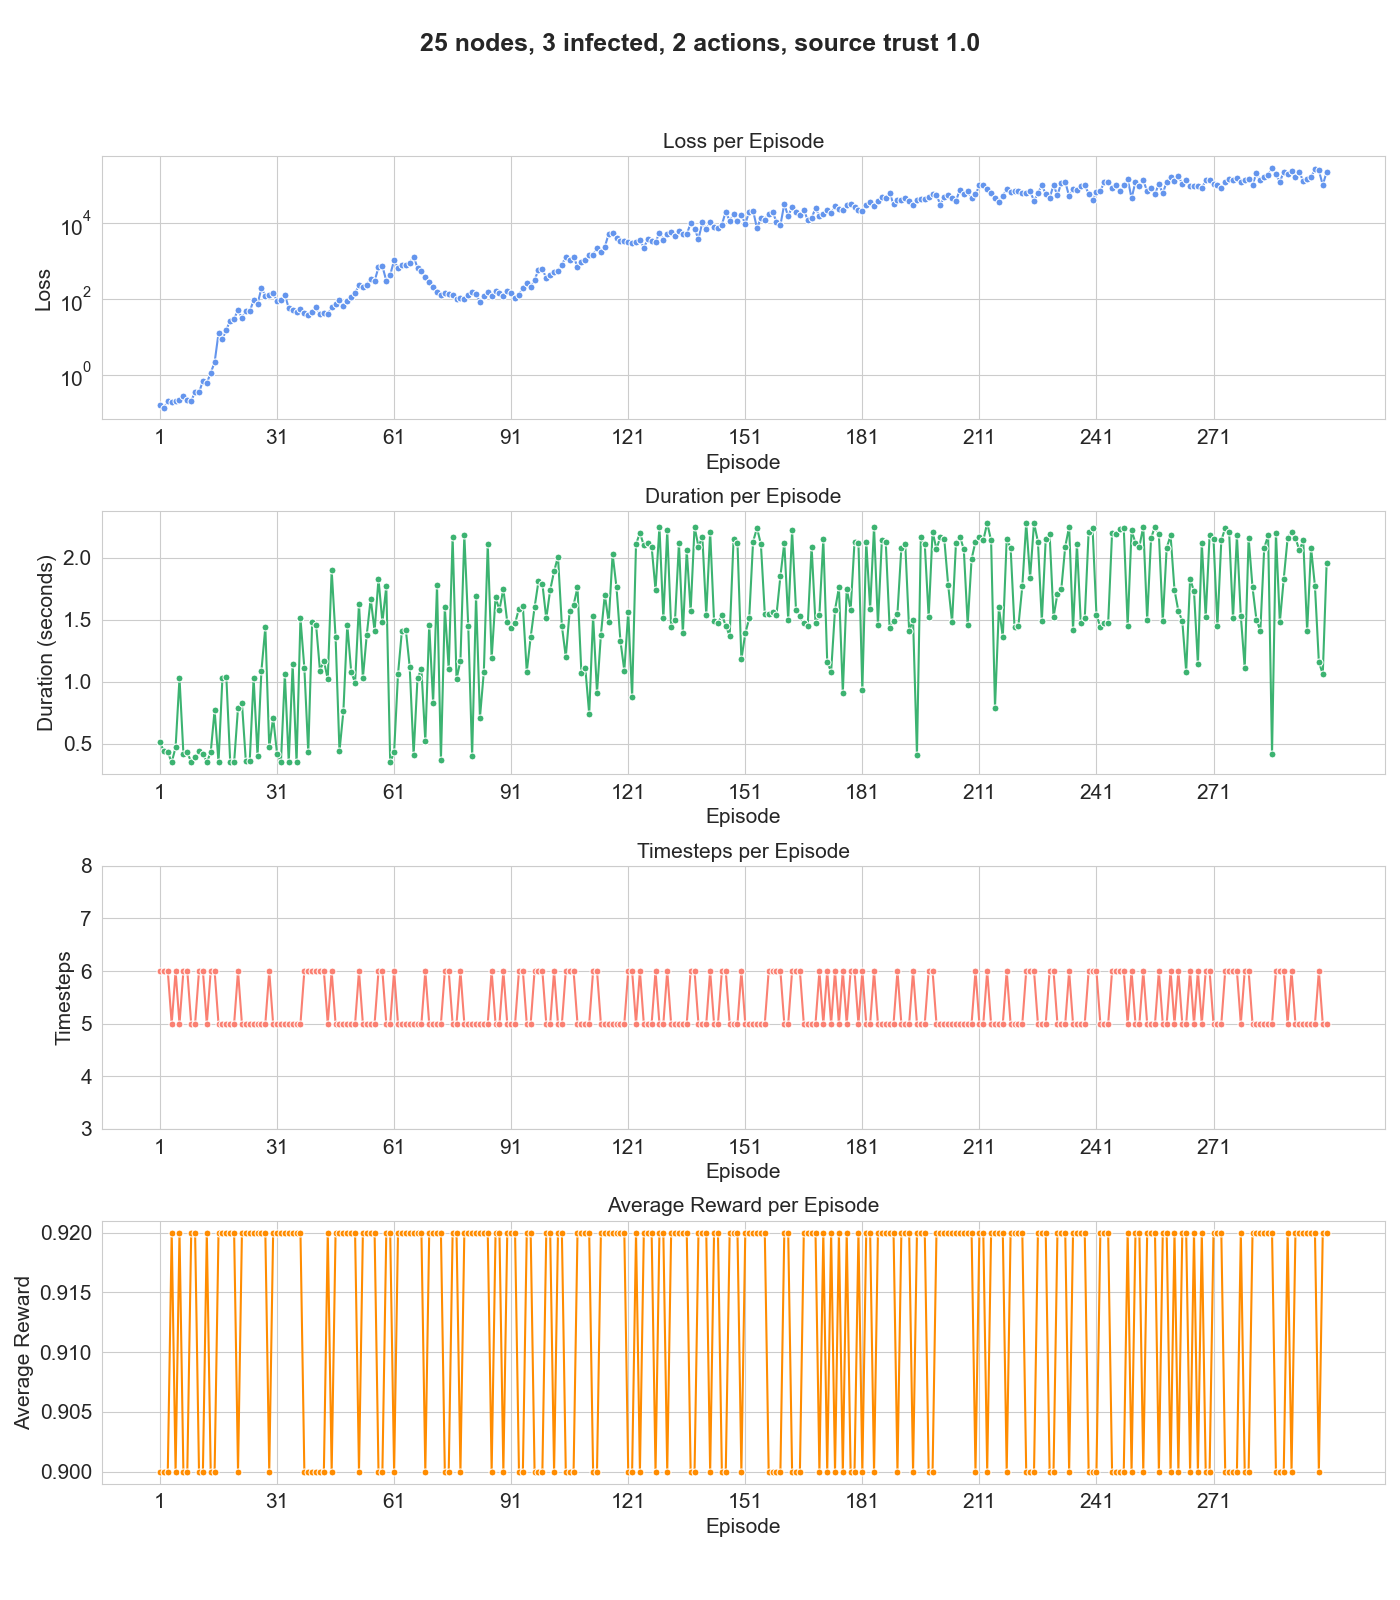 25 nodes, 3 infected, 2 actions, source trust 1.0
Loss per Episode
Loss
10^4
10^2
10^0
1 31 61 91 121 151 181 211 241 271
Episode
Duration per Episode
Duration (seconds)
2.0
1.5
1.0
0.5
1 31 61 91 121 151 181 211 241 271
Episode
Timesteps per Episode
Timesteps
8
7
6
5
4
3
1 31 61 91 121 151 181 211 241 271
Episode
Average Reward per Episode
Average Reward
0.920
0.915
0.910
0.905
0.900
1 31 61 91 121 151 181 211 241 271
Episode